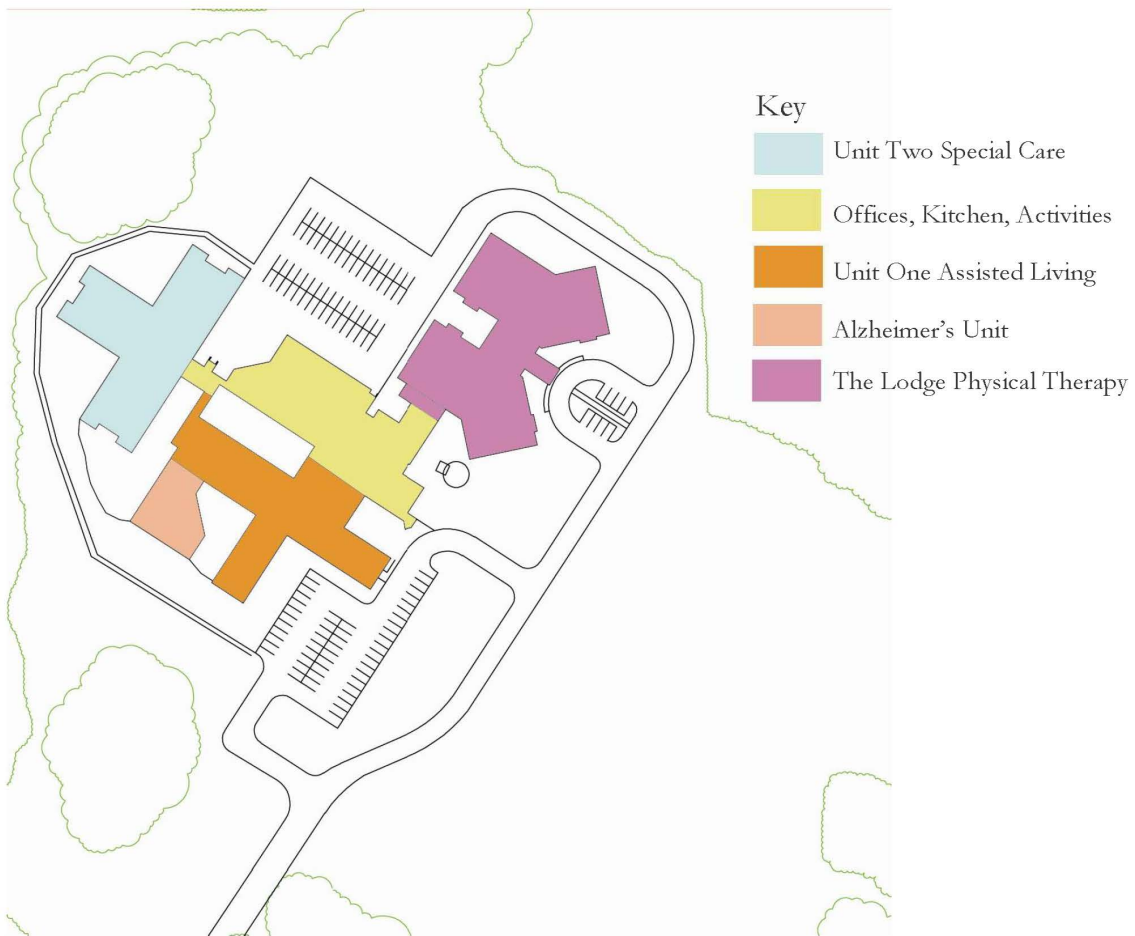 Key
Unit Two Special Care
Offices, Kitchen, Activities
Unit One Assisted Living
Alzheimer’s Unit
The Lodge Physical Therapy